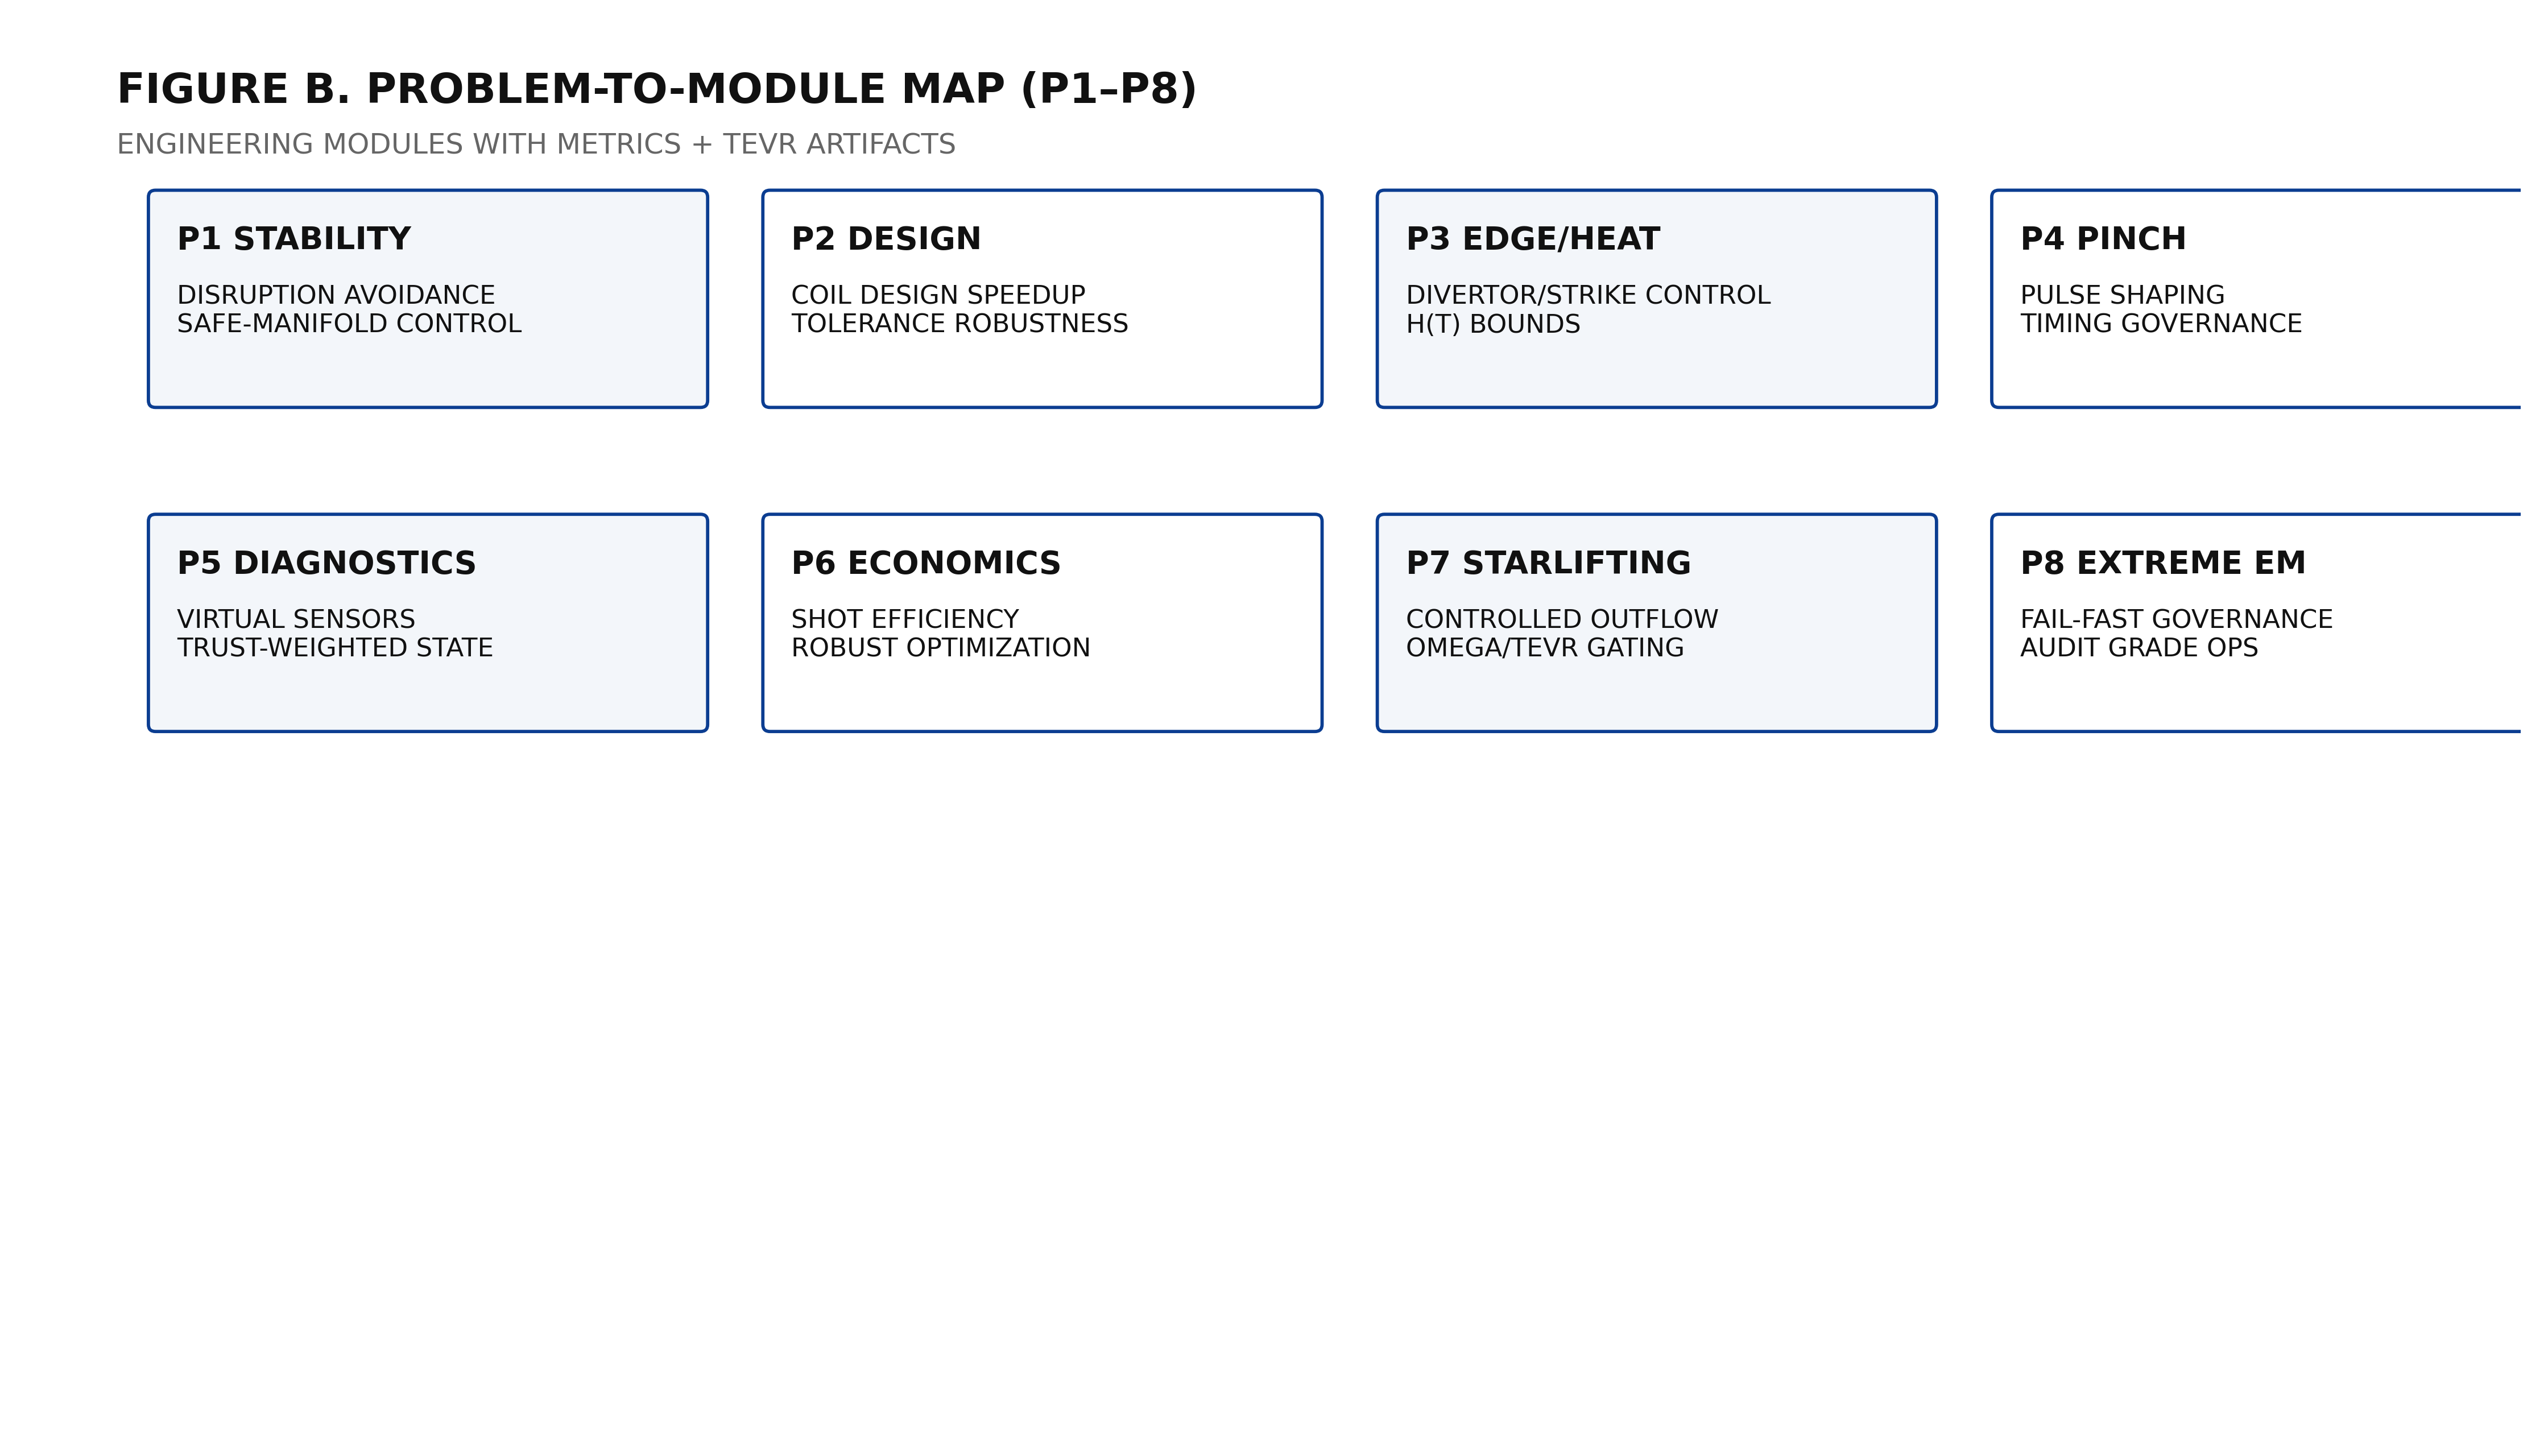 FIGURE B. PROBLEM-TO-MODULE MAP (P1–P8)
ENGINEERING MODULES WITH METRICS + TEVR ARTIFACTS
P1 STABILITY
DISRUPTION AVOIDANCE
SAFE-MANIFOLD CONTROL
P2 DESIGN
COIL DESIGN SPEEDUP
TOLERANCE ROBUSTNESS
P3 EDGE/HEAT
DIVERTOR/STRIKE CONTROL
H(T) BOUNDS
P4 PINCH
PULSE SHAPING
TIMING GOVERNANCE
P5 DIAGNOSTICS
VIRTUAL SENSORS
TRUST-WEIGHTED STATE
P6 ECONOMICS
SHOT EFFICIENCY
ROBUST OPTIMIZATION
P7 STARLIFTING
CONTROLLED OUTFLOW
OMEGA/TEVR GATING
P8 EXTREME EM
FAIL-FAST GOVERNANCE
AUDIT GRADE OPS